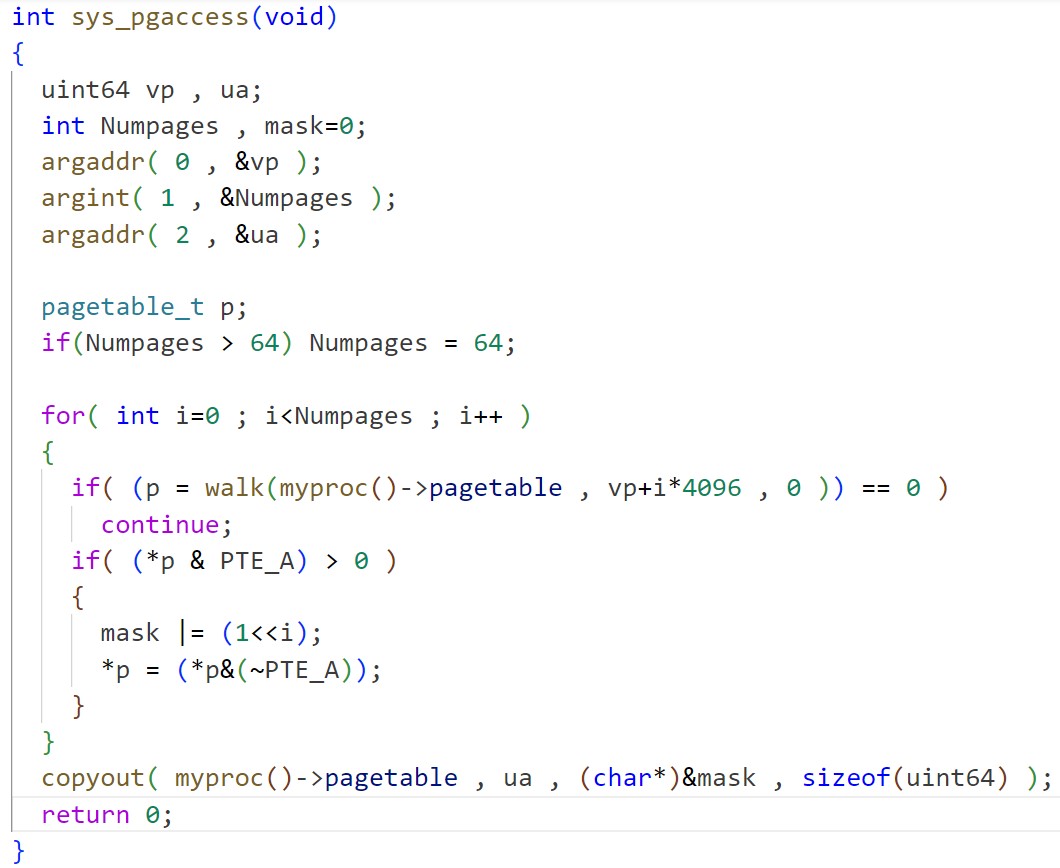 int sys_pgaccess(void)
{
  uint64 vp , ua;
  int Numpages , mask=0;
  argaddr( 0 , &vp );
  argint( 1 , &Numpages );
  argaddr( 2 , &ua );

  pagetable_t p;
  if(Numpages > 64) Numpages = 64;

  for( int i=0 ; i<Numpages ; i++ )
  {
    if( (p = walk(myproc()->pagetable , vp+i*4096 , 0 )) == 0 )
      continue;
    if( (*p & PTE_A) > 0 )
    {
      mask |= (1<<i);
      *p = (*p&(~PTE_A));
    }
  }
  copyout( myproc()->pagetable , ua , (char*)&mask , sizeof(uint64) );
  return 0;
}